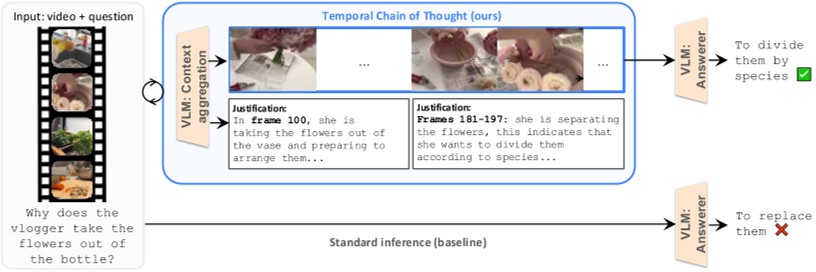 Input: video + question
Why does the
vlogger take the
flowers out of
the bottle?
Temporal Chain of Thought (ours)
VLM: Context
aggregation
...
...
Justification:
In frame 100, she is
taking the flowers out of
the vase and preparing to
arrange them...
Justification:
Frames 181-197: she is separating
the flowers, this indicates that
she wants to divide them
according to species...
VLM:
Answerer
To divide
them by
species
Standard inference (baseline)
VLM:
Answerer
To replace
them